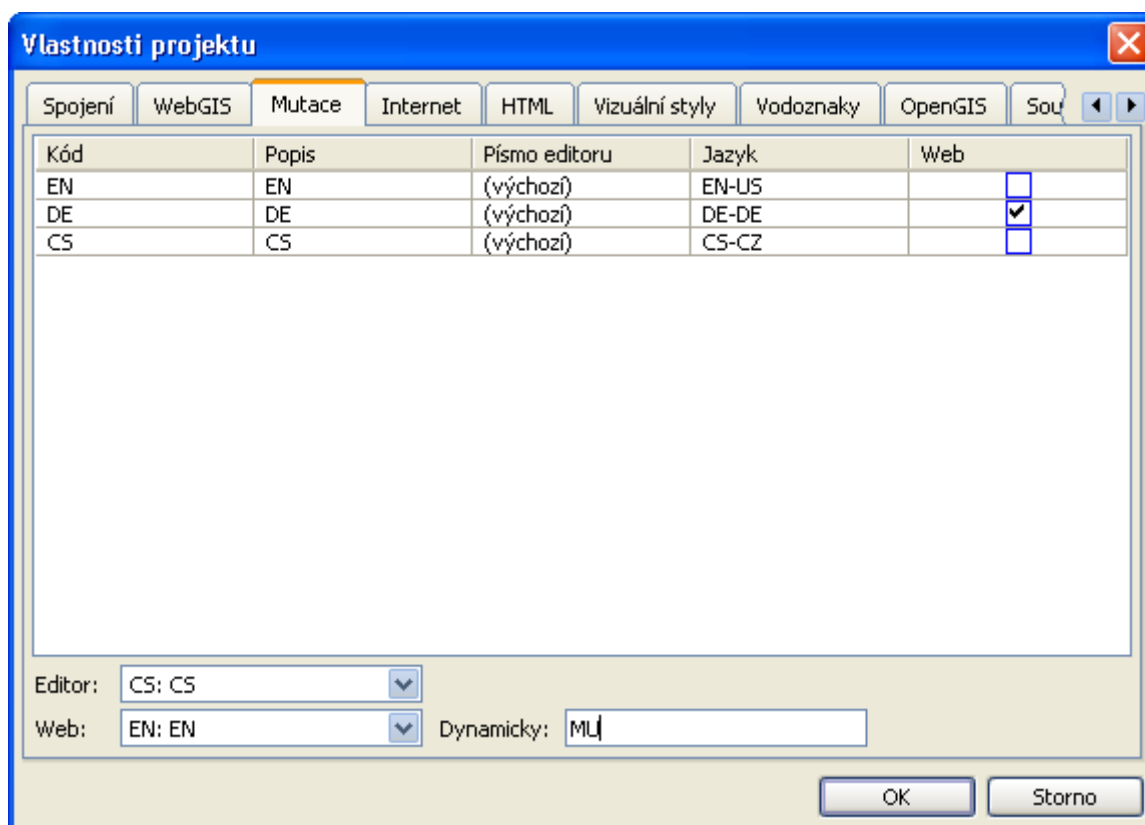 Vlastnosti projektu
Spojení WebGIS Mutace Internet HTML Vizuální styly Vodoznaky OpenGIS Sou
Kód Popis Písmo editoru Jazyk Web
EN EN (výchozí) EN-US
DE DE (výchozí) DE-DE
CS CS (výchozí) CS-CZ
Editor: CS: CS
Web: EN: EN Dynamicky: MU
OK Storno